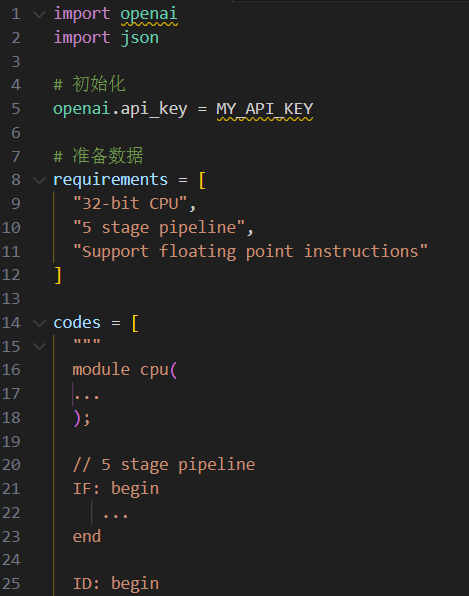 1 import openai
2 import json
3
4 # 初始化
5 openai.api_key = MY_API_KEY
6
7 # 准备数据
8 requirements = [
9 "32-bit CPU",
10 "5 stage pipeline",
11 "Support floating point instructions"
12 ]
13
14 codes = [
15 """
16 module cpu(
17 ...
18 );
19
20 // 5 stage pipeline
21 IF: begin
22 ...
23 end
24
25 ID: begin